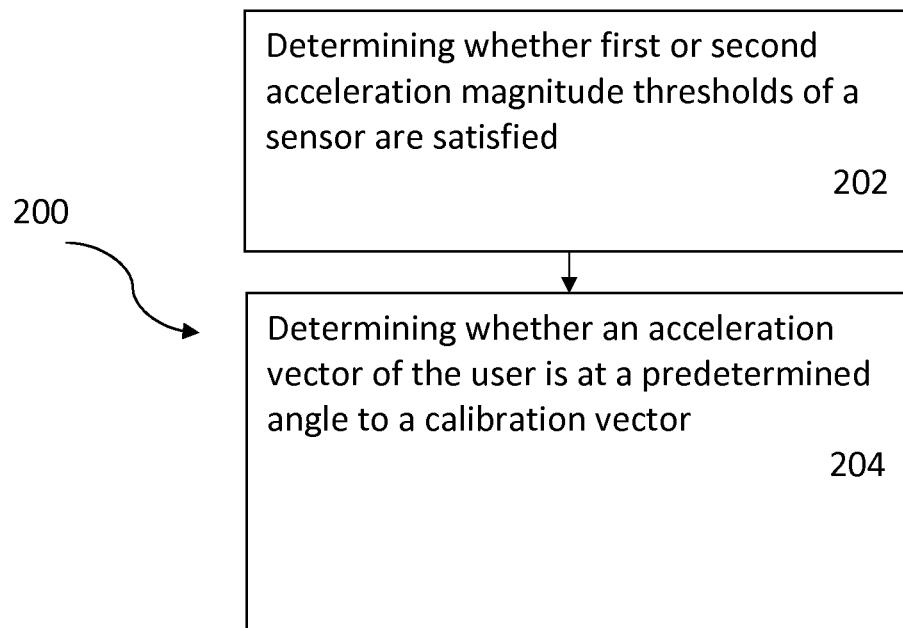 Determining whether first or second
acceleration magnitude thresholds of a
sensor are satisfied
202
200
Determining whether an acceleration
vector of the user is at a predetermined
angle to a calibration vector
204